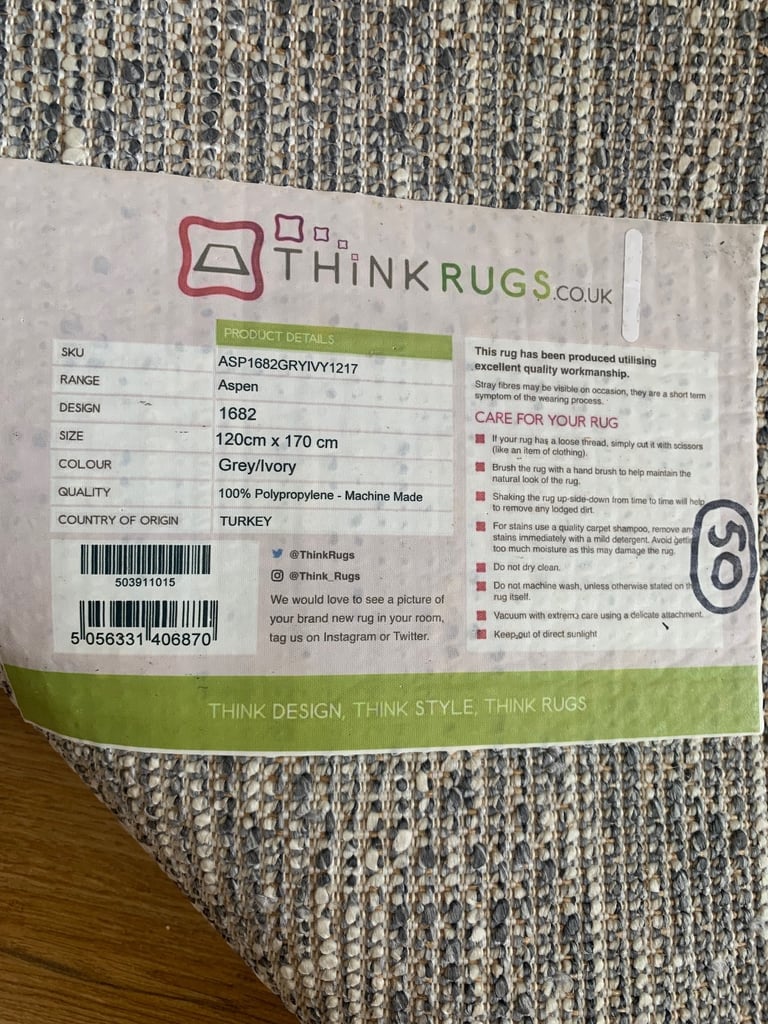 THiNK RUGS.CO.UK
PRODUCT DETAILS
SKU ASP1682GRYIVY1217
RANGE Aspen
DESIGN 1682
SIZE 120cm x 170 cm
COLOUR Grey/Ivory
QUALITY 100% Polypropylene - Machine Made
COUNTRY OF ORIGIN TURKEY
503911015
5 056331 406870
@ThinkRugs
@Think_Rugs
We would love to see a picture of
your brand new rug in your room,
tag us on Instagram or Twitter.
This rug has been produced utilising
excellent quality workmanship.
Stray fibres may be visible on occasion, they are a short term
symptom of the wearing process.
CARE FOR YOUR RUG
If your rug has a loose thread, simply cut it with scissors
(like an item of clothing).
Brush the rug with a hand brush to help maintain the
natural look of the rug.
Shaking the rug up-side-down from time to time will help
to remove any lodged dirt.
For stains use a quality carpet shampoo, remove any
stains immediately with a mild detergent. Avoid getting
too much moisture as this may damage the rug.
Do not dry clean.
Do not machine wash, unless otherwise stated on the
rug itself.
Vacuum with extreme care using a delicate attachment.
Keep out of direct sunlight
50
THINK DESIGN, THINK STYLE, THINK RUGS